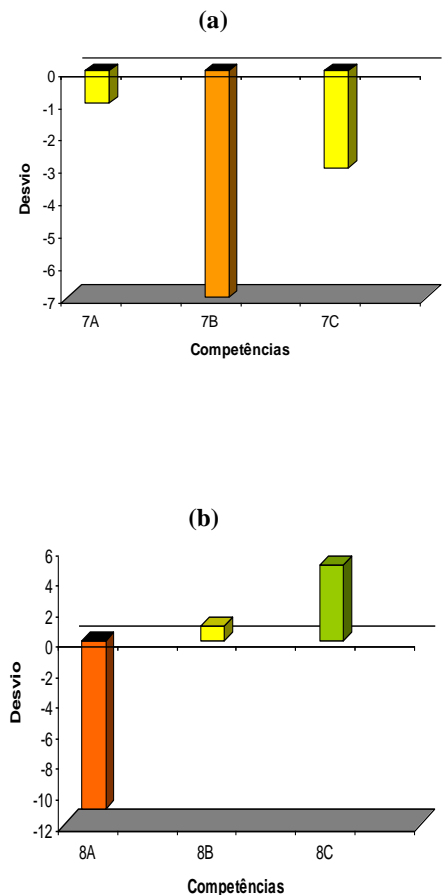 (a)
0
-1
-2
-3
-4
-5
-6
-7
Desvio
7A 7B 7C
Competências
(b)
6
4
2
0
-2
-4
-6
-8
-10
-12
Desvio
8A 8B 8C
Competências